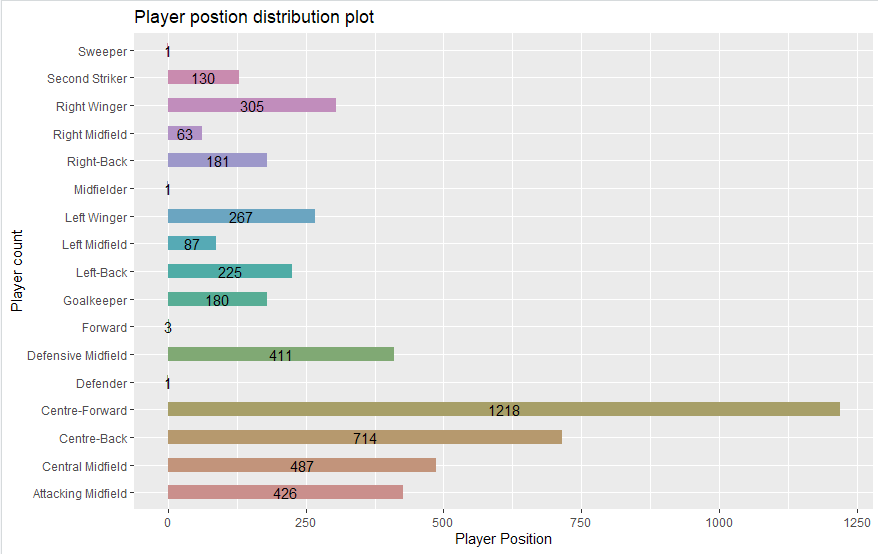 Player postion distribution plot
Sweeper 1
Second Striker 130
Right Winger 305
Right Midfield 63
Right-Back 181
Midfielder 1
Left Winger 267
Left Midfield 87
Left-Back 225
Goalkeeper 180
Forward 3
Defensive Midfield 411
Defender 1
Centre-Forward 1218
Centre-Back 714
Central Midfield 487
Attacking Midfield 426
Player count
0 250 500 750 1000 1250
Player Position